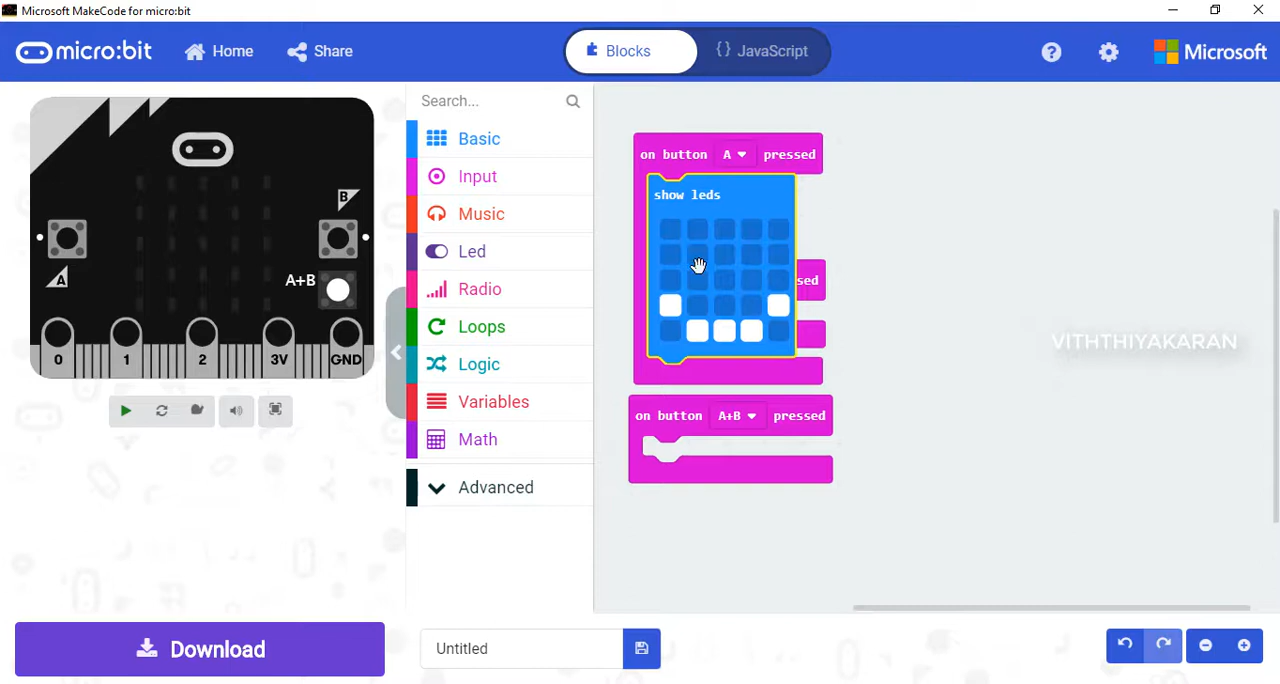 Microsoft MakeCode for micro:bit
micro:bit
Home
Share
Blocks
{} JavaScript
?
Microsoft
Search...
Basic
Input
Music
Led
Radio
Loops
Logic
Variables
Math
Advanced
on button A pressed
show leds
sed
on button A+B pressed
VITHTHIYAKARAN
B
A
A+B
0 1 2 3V GND
Download
Untitled